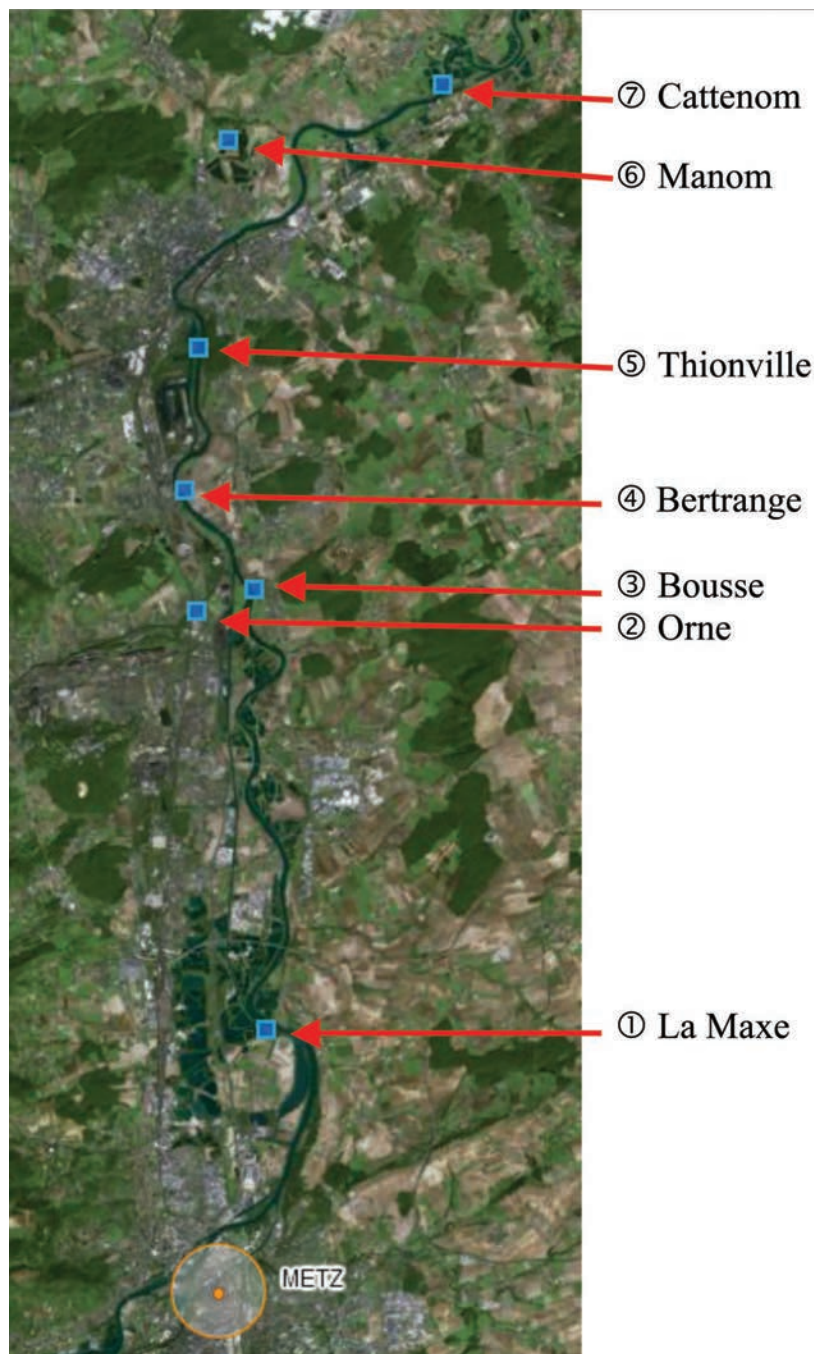 ⑦ Cattenom
⑥ Manom
⑤ Thionville
④ Bertrange
③ Bousse
② Orne
① La Maxe
METZ